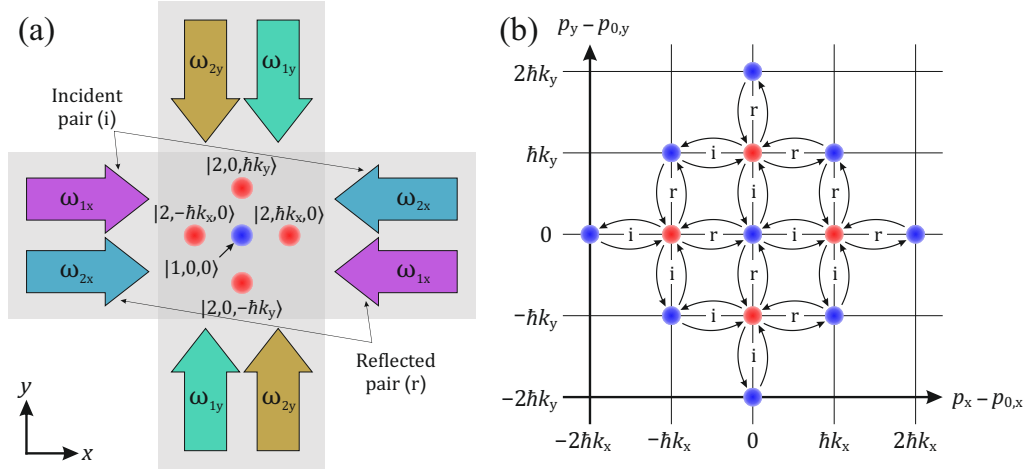 (a)
ω₂y
ω₁y
Incident
pair (i)
|2,0,ħky⟩
ω₁x
ω₂x
|2,-ħkx,0⟩
|2,ħkx,0⟩
|1,0,0⟩
ω₂x
ω₁x
|2,0,-ħky⟩
Reflected
pair (r)
ω₁y
ω₂y
y
x
(b)
py – p0,y
2ħky
r
ħky
i
r
r
i
r
0
i
r
i
r
i
r
i
−ħky
i
r
i
−2ħky
px – p0,x
−2ħkx
−ħkx
0
ħkx
2ħkx